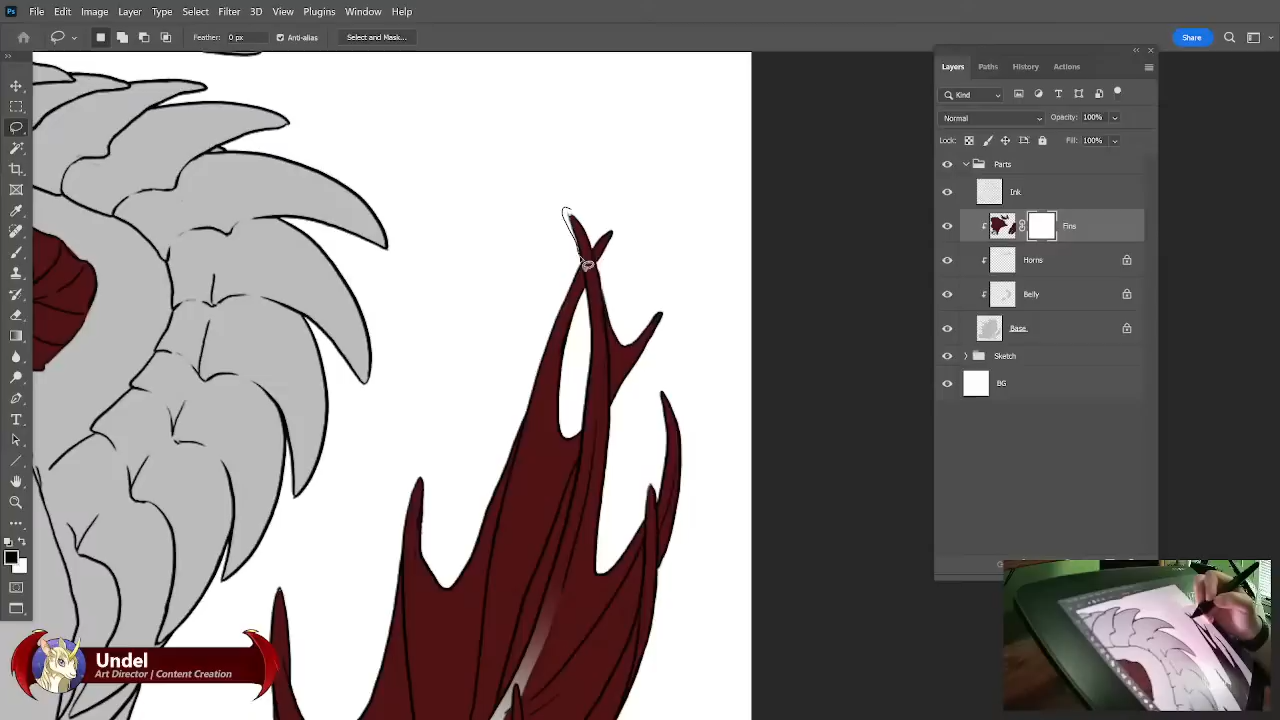 Ps File Edit Image Layer Type Select Filter 3D View Plugins Window Help
Feather: 0 px Anti-alias Select and Mask... Share
Layers Paths History Actions
Kind
Normal Opacity: 100%
Lock: Fill: 100%
Parts
Ink
Fins
Horns
Belly
Base
Sketch
BG
Undel
Art Director | Content Creation